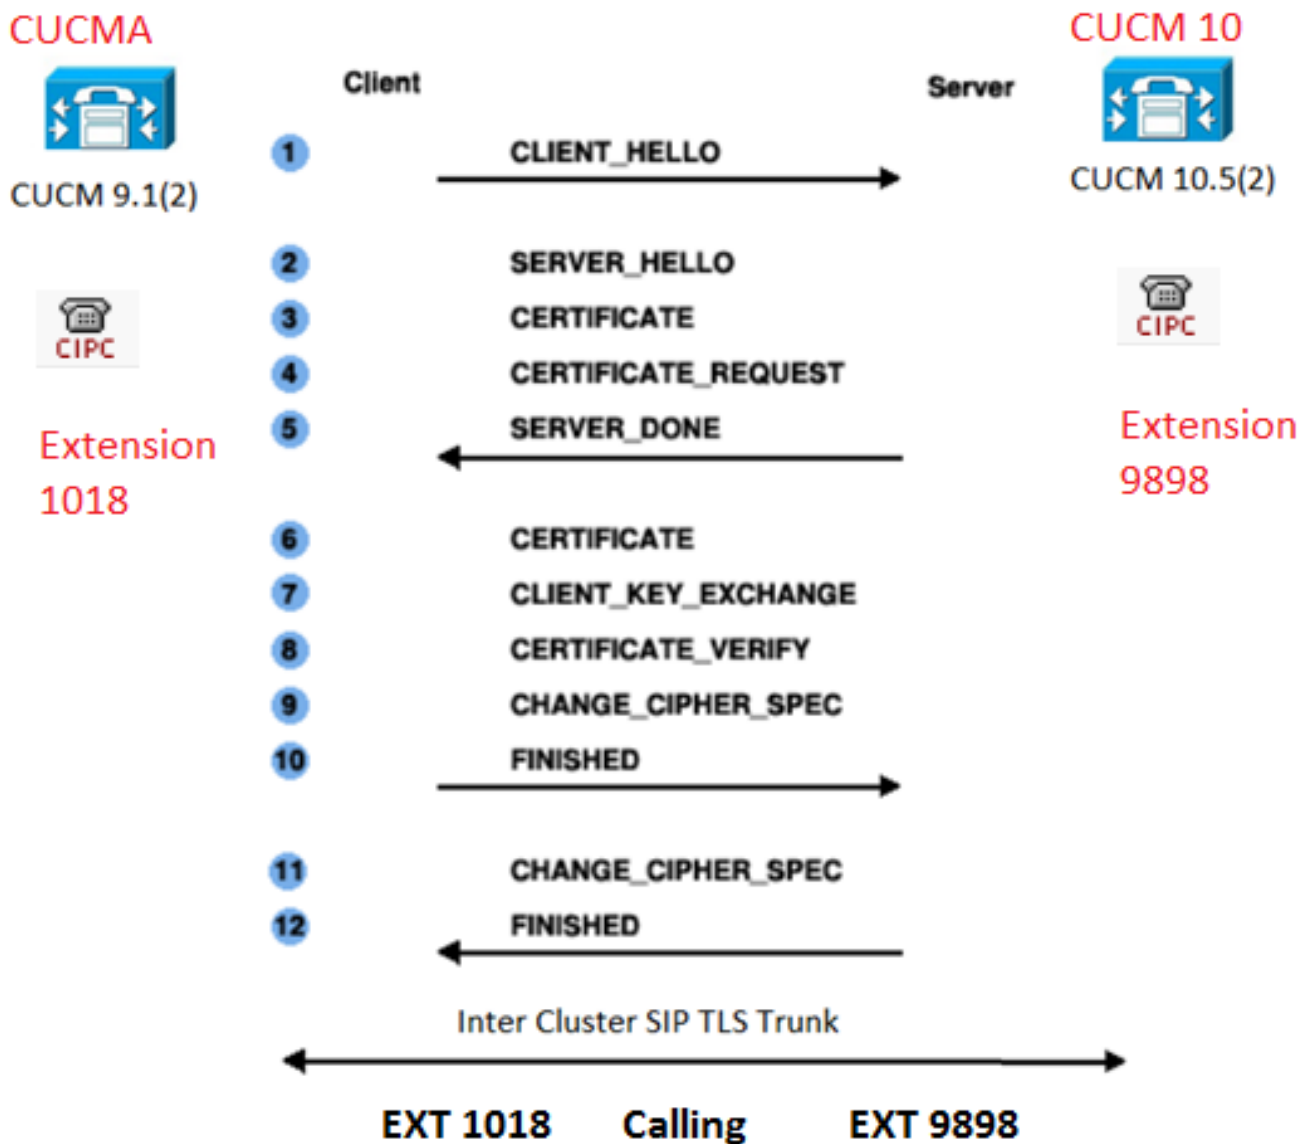 CUCMA
CUCM 10
Client
Server
1 CLIENT_HELLO
CUCM 9.1(2)
CUCM 10.5(2)
2 SERVER_HELLO
3 CERTIFICATE
CIPC
CIPC
4 CERTIFICATE_REQUEST
5 SERVER_DONE
Extension
1018
Extension
9898
6 CERTIFICATE
7 CLIENT_KEY_EXCHANGE
8 CERTIFICATE_VERIFY
9 CHANGE_CIPHER_SPEC
10 FINISHED
11 CHANGE_CIPHER_SPEC
12 FINISHED
Inter Cluster SIP TLS Trunk
EXT 1018 Calling EXT 9898